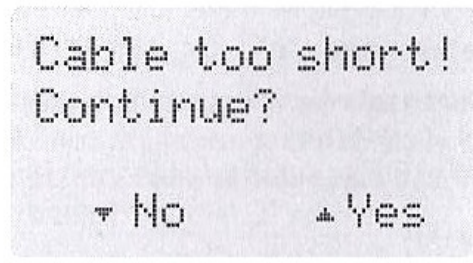 Cable too short!
Continue?
▼ No ▲ Yes